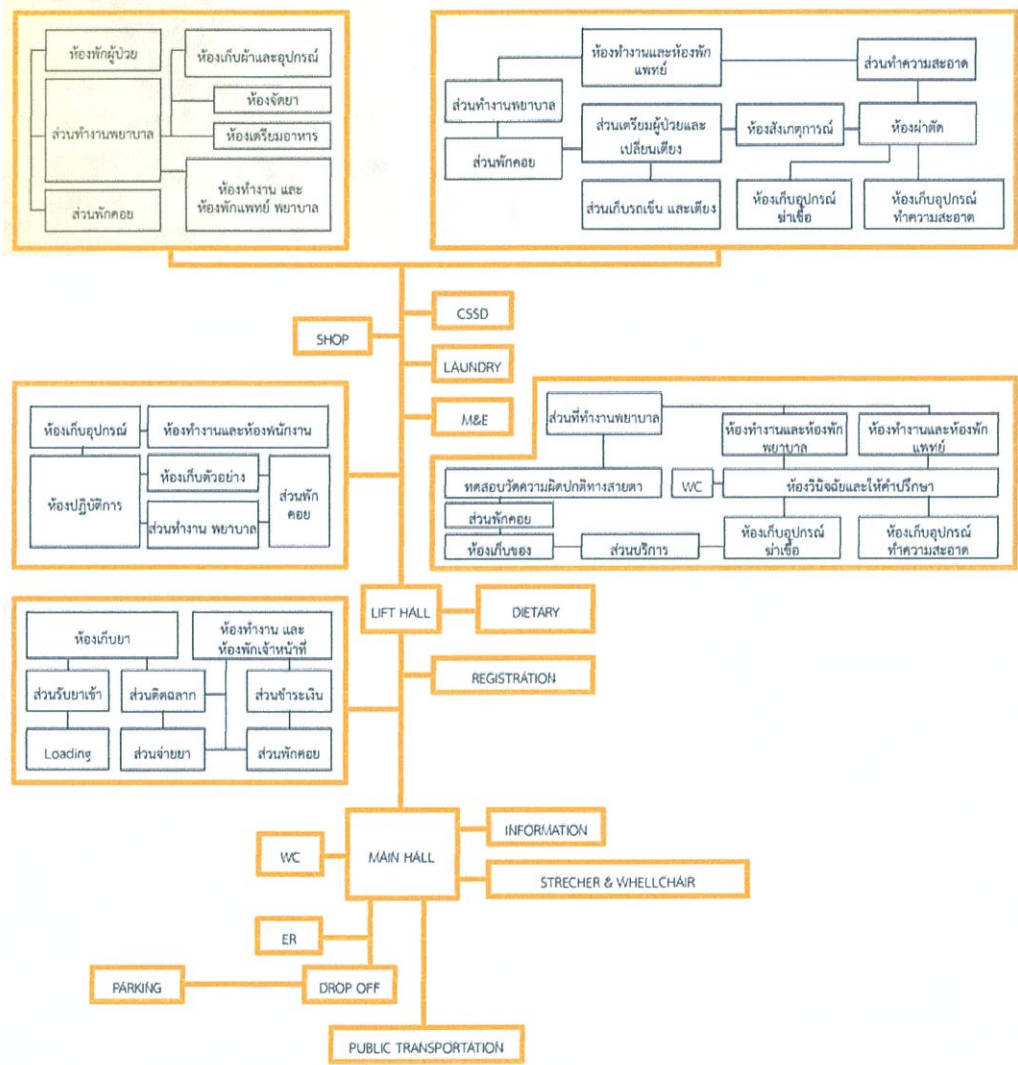 ห้องพักผู้ป่วย
ห้องเก็บผ้าและอุปกรณ์
ส่วนทำงานพยาบาล
ห้องจัดยา
ห้องเตรียมอาหาร
ส่วนพักคอย
ห้องทำงาน และ
ห้องพักแพทย์ พยาบาล
ห้องทำงานและห้องพัก
แพทย์
ส่วนทำความสะอาด
ส่วนทำงานพยาบาล
ส่วนเตรียมผู้ป่วยและ
เปลี่ยนเตียง
ห้องสังเกตุการณ์
ห้องผ่าตัด
ส่วนพักคอย
ส่วนเก็บรถเข็น และเตียง
ห้องเก็บอุปกรณ์
ฆ่าเชื้อ
ห้องเก็บอุปกรณ์
ทำความสะอาด
CSSD
SHOP
LAUNDRY
M&E
ห้องเก็บอุปกรณ์
ห้องทำงานและห้องพนักงาน
ห้องปฏิบัติการ
ห้องเก็บตัวอย่าง
ส่วนพัก
คอย
ส่วนทำงาน พยาบาล
ส่วนที่ทำงานพยาบาล
ห้องทำงานและห้องพัก
พยาบาล
ห้องทำงานและห้องพัก
แพทย์
ทดสอบวัดความผิดปกติทางสายตา
WC
ห้องวินิจฉัยและให้คำปรึกษา
ส่วนพักคอย
ห้องเก็บของ
ส่วนบริการ
ห้องเก็บอุปกรณ์
ฆ่าเชื้อ
ห้องเก็บอุปกรณ์
ทำความสะอาด
LIFT HALL
DIETARY
REGISTRATION
ห้องเก็บยา
ห้องทำงาน และ
ห้องพักเจ้าหน้าที่
ส่วนรับยาเข้า
ส่วนติดฉลาก
ส่วนชำระเงิน
Loading
ส่วนจ่ายยา
ส่วนพักคอย
MAIN HALL
INFORMATION
WC
STRECHER & WHELLCHAIR
ER
PARKING
DROP OFF
PUBLIC TRANSPORTATION